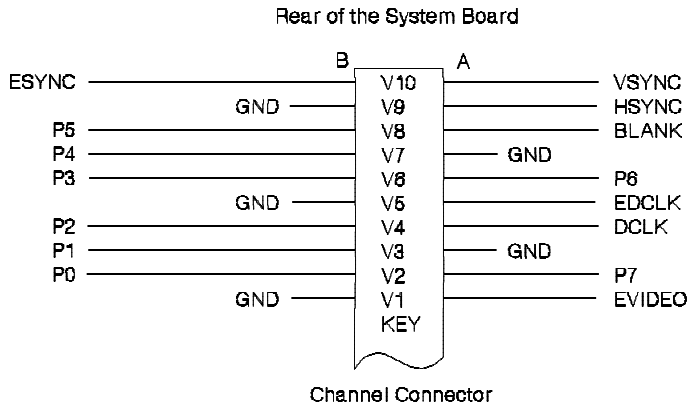 Rear of the System Board
B A
ESYNC V10 VSYNC
GND V9 HSYNC
P5 V8 BLANK
P4 V7 GND
P3 V6 P6
GND V5 EDCLK
P2 V4 DCLK
P1 V3 GND
P0 V2 P7
GND V1 EVIDEO
KEY
Channel Connector